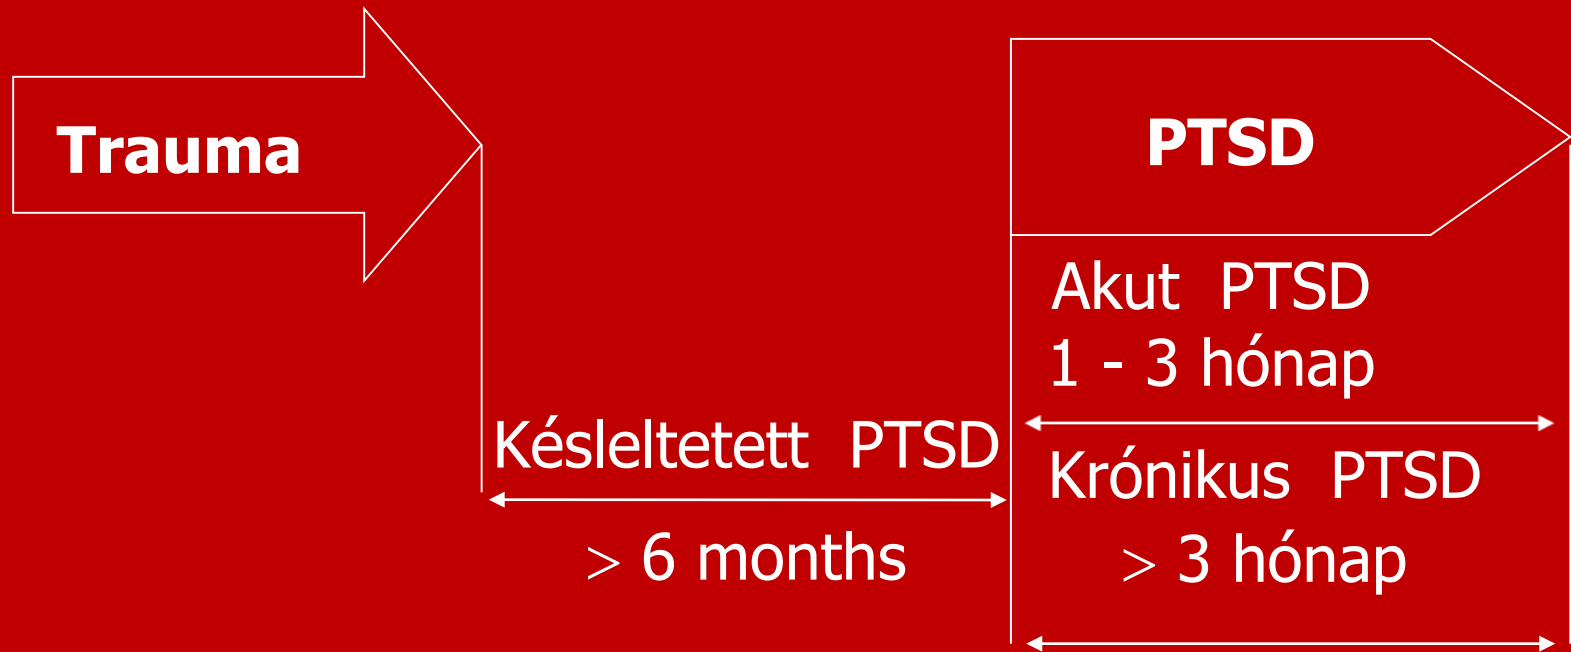 Trauma
PTSD
Akut PTSD
1 - 3 hónap
Késleltetett PTSD
> 6 months
Krónikus PTSD
> 3 hónap